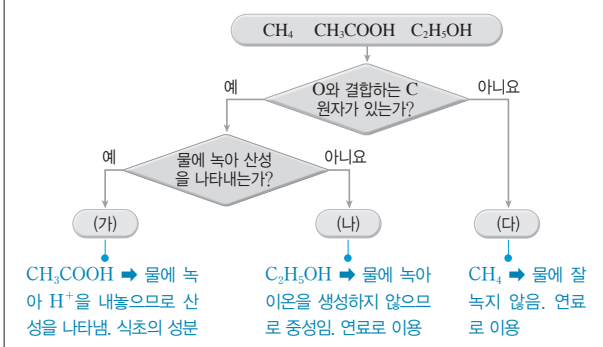 CH₄ CH₃COOH C₂H₅OH
예
O와 결합하는 C
원자가 있는가?
아니요
예
물에 녹아 산성
을 나타내는가?
아니요
(가)
(나)
(다)
CH₃COOH ➡ 물에 녹
아 H⁺을 내놓으므로 산
성을 나타냄. 식초의 성분
C₂H₅OH ➡ 물에 녹아
이온을 생성하지 않으므
로 중성임. 연료로 이용
CH₄ ➡ 물에 잘
녹지 않음. 연료
로 이용